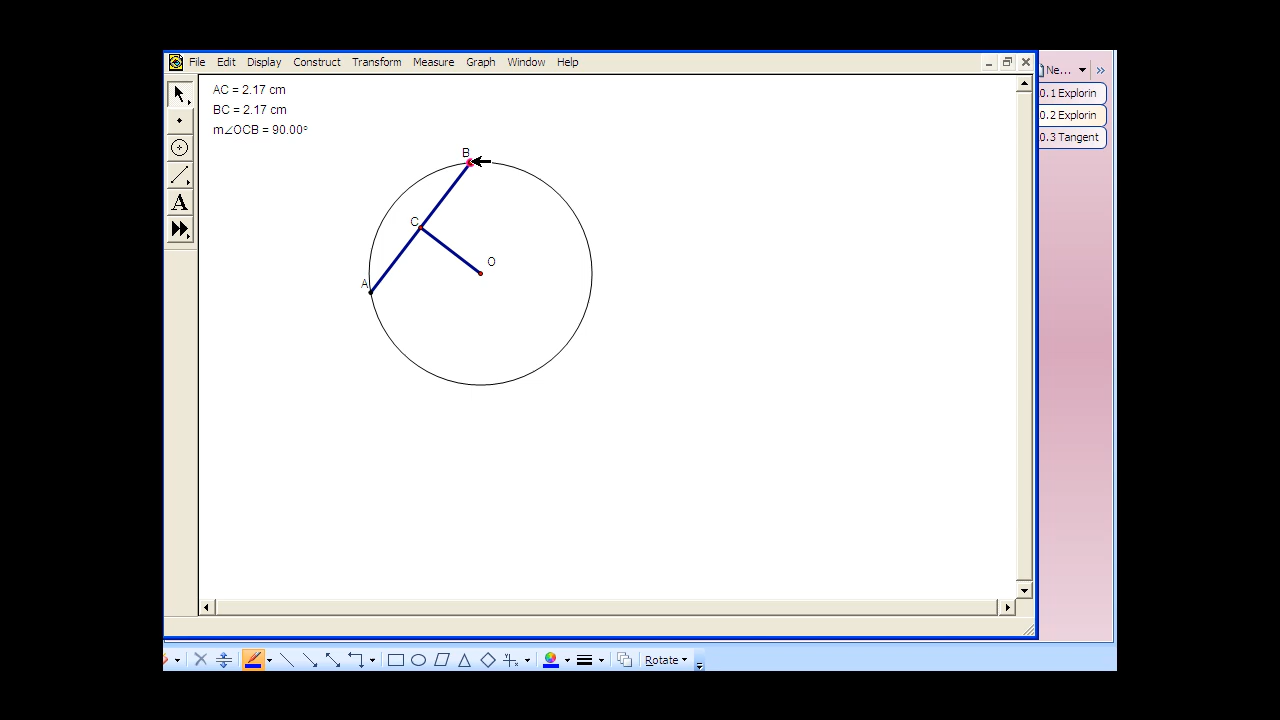 File Edit Display Construct Transform Measure Graph Window Help
Ne...
AC = 2.17 cm
BC = 2.17 cm
m∠OCB = 90.00°
0.1 Explorin
0.2 Explorin
0.3 Tangent
B
C
O
A
A
Rotate